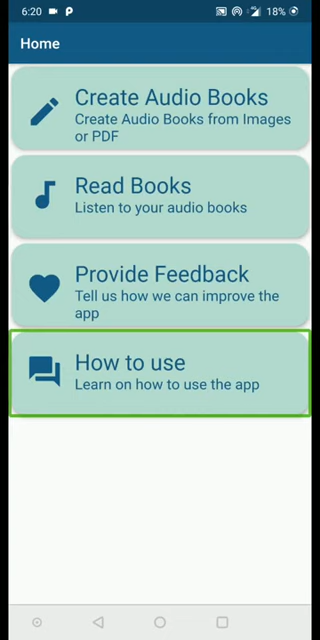 6:20
18%
Home
Create Audio Books
Create Audio Books from Images
or PDF
Read Books
Listen to your audio books
Provide Feedback
Tell us how we can improve the
app
How to use
Learn on how to use the app